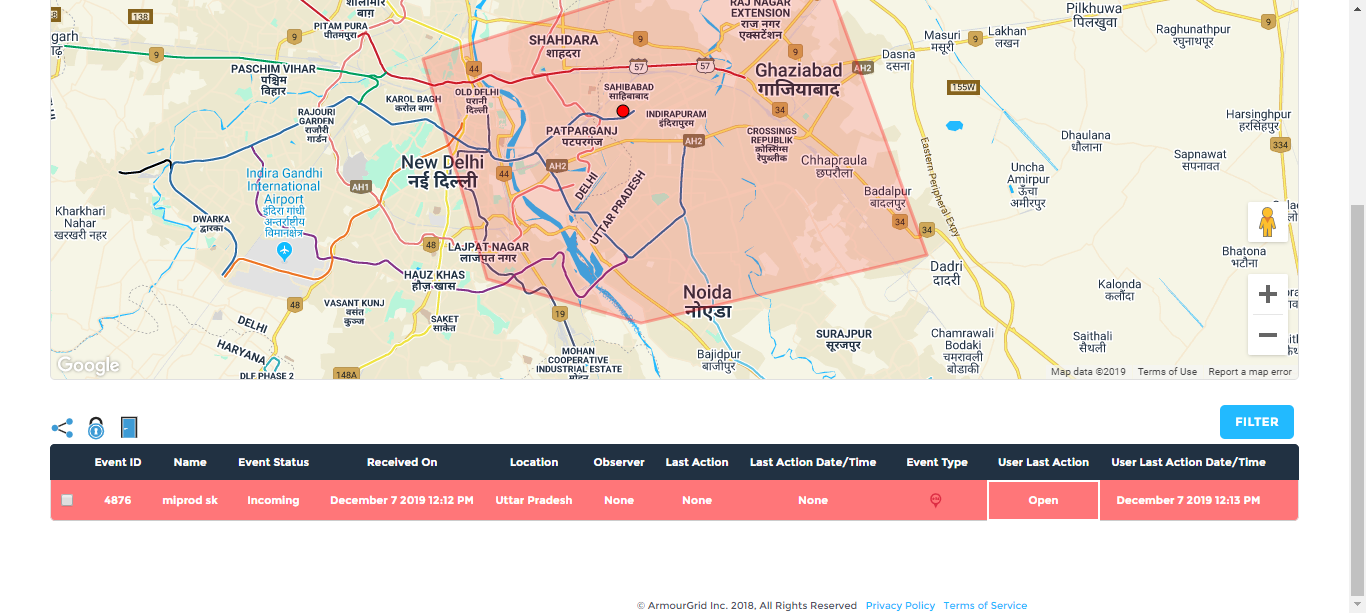 शालीमार
बाग़
138
PITAM PURA
पीतमपुरा
9
garh
गढ़
9
PASCHIM VIHAR
पश्चिम
विहार
44
SHAHDARA
शाहदरा
9
57
57
RAJ NAGAR
EXTENSION
राज नगर
एक्सटेंशन
9
Ghaziabad
गाजियाबाद
AH2
Dasna
दसना
Masuri
मसूरी
9
Lakhan
लखन
Pilkhuwa
पिलखुवा
Raghunathpur
रघुनाथपूर
9
155W
KAROL BAGH
करोल बाग
OLD DELHI
दिल्ली
SAHIBABAD
साहिबाबाद
INDIRAPURAM
इंदिरापुरम
34
RAJOURI
GARDEN
राजौरी
गार्डन
PATPARGANJ
पटपरगंज
AH2
CROSSINGS
REPUBLIK
Chhapraula
छपरौला
Dhaulana
धौलाना
Harsinghpur
हरसिंहपुर
334
Sapnawat
सपनावत
New Delhi
नई दिल्ली
44
AH2
DELHI
UTTAR PRADESH
Uncha
Amirpur
ऊँचा
अमीरपुर
Indira Gandhi
International
Airport
इंदिरा गांधी
अन्तर्राष्ट्रीय
विमानक्षेत्र
AH1
Badalpur
बादलपुर
34
34
Eastern Peripheral Expy
Kharkhari
Nahar
खरखरी नहर
DWARKA
द्वारका
48
LAJPAT NAGAR
लाजपत नगर
HAUZ KHAS
हौज़ ख़ास
Dadri
दादरी
Bhatona
भटौना
Kalonda
कलौंदा
Noida
नोएडा
48
VASANT KUNJ
वसंत
कुञ्ज
SAKET
साकेत
19
DELHI
HARYANA
SURAJPUR
सूरजपुर
Chamrawali
Bodaki
चमरावली
बोडाकी
Saithali
सैथली
MOHAN
COOPERATIVE
INDUSTRIAL ESTATE
Bajidpur
बाजीपुर
DLF PHASE 2
148A
Google
Map data ©2019 Terms of Use Report a map error
FILTER
Event ID Name Event Status Received On Location Observer Last Action Last Action Date/Time Event Type User Last Action User Last Action Date/Time
4876 miprod sk Incoming December 7 2019 12:12 PM Uttar Pradesh None None None Open December 7 2019 12:13 PM
© ArmourGrid Inc. 2018, All Rights Reserved Privacy Policy Terms of Service